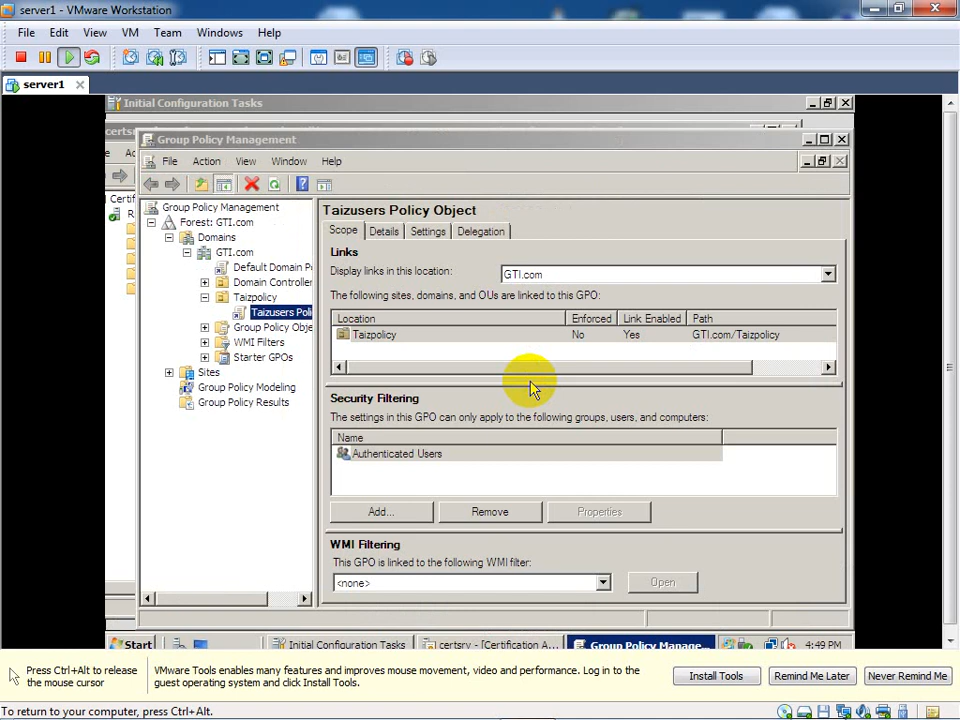 server1 - VMware Workstation
File Edit View VM Team Windows Help
server1
Initial Configuration Tasks
certsr
Group Policy Management
File Action View Window Help
Certif
Group Policy Management
Forest: GTI.com
Domains
GTI.com
Default Domain P
Domain Controller
Taizpolicy
Taizusers Poli
Group Policy Obje
WMI Filters
Starter GPOs
Sites
Group Policy Modeling
Group Policy Results
Taizusers Policy Object
Scope Details Settings Delegation
Links
Display links in this location: GTI.com
The following sites, domains, and OUs are linked to this GPO:
Location Enforced Link Enabled Path
Taizpolicy No Yes GTI.com/Taizpolicy
Security Filtering
The settings in this GPO can only apply to the following groups, users, and computers:
Name
Authenticated Users
Add... Remove Properties
WMI Filtering
This GPO is linked to the following WMI filter:
<none> Open
Start Initial Configuration Tasks certsrv - [Certification A... Group Policy Manage... 4:49 PM
Press Ctrl+Alt to release
the mouse cursor
VMware Tools enables many features and improves mouse movement, video and performance. Log in to the
guest operating system and click Install Tools.
Install Tools Remind Me Later Never Remind Me
To return to your computer, press Ctrl+Alt.